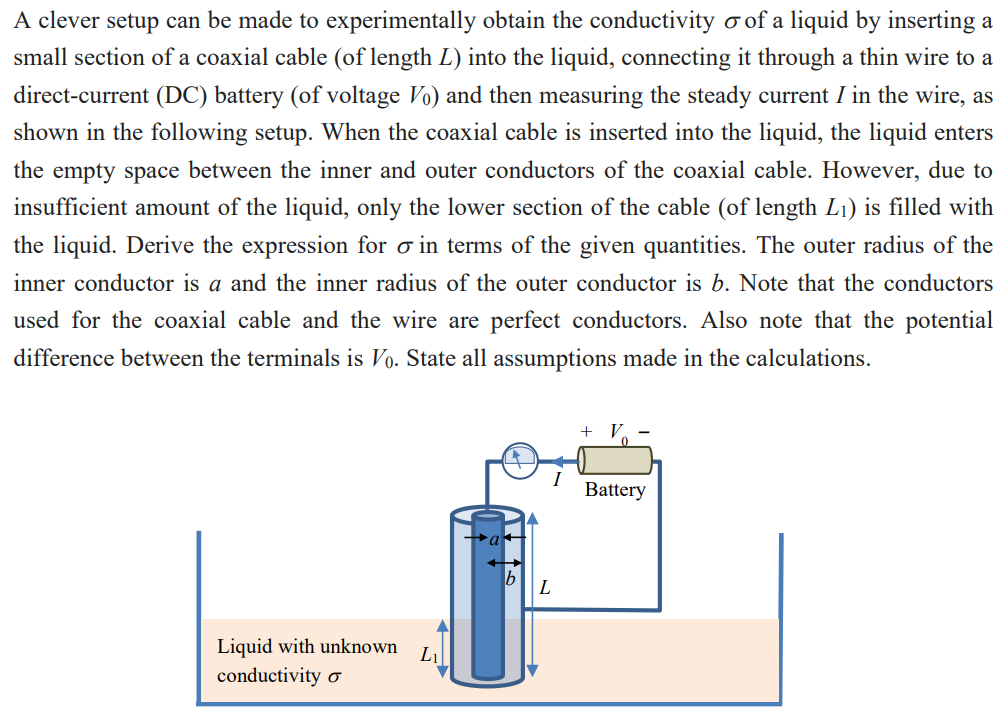 A clever setup can be made to experimentally obtain the conductivity σ of a liquid by inserting a
small section of a coaxial cable (of length L) into the liquid, connecting it through a thin wire to a
direct-current (DC) battery (of voltage V₀) and then measuring the steady current I in the wire, as
shown in the following setup. When the coaxial cable is inserted into the liquid, the liquid enters
the empty space between the inner and outer conductors of the coaxial cable. However, due to
insufficient amount of the liquid, only the lower section of the cable (of length L₁) is filled with
the liquid. Derive the expression for σ in terms of the given quantities. The outer radius of the
inner conductor is a and the inner radius of the outer conductor is b. Note that the conductors
used for the coaxial cable and the wire are perfect conductors. Also note that the potential
difference between the terminals is V₀. State all assumptions made in the calculations.
+ V₀ −
I
Battery
a
b
L
Liquid with unknown
conductivity σ
L₁